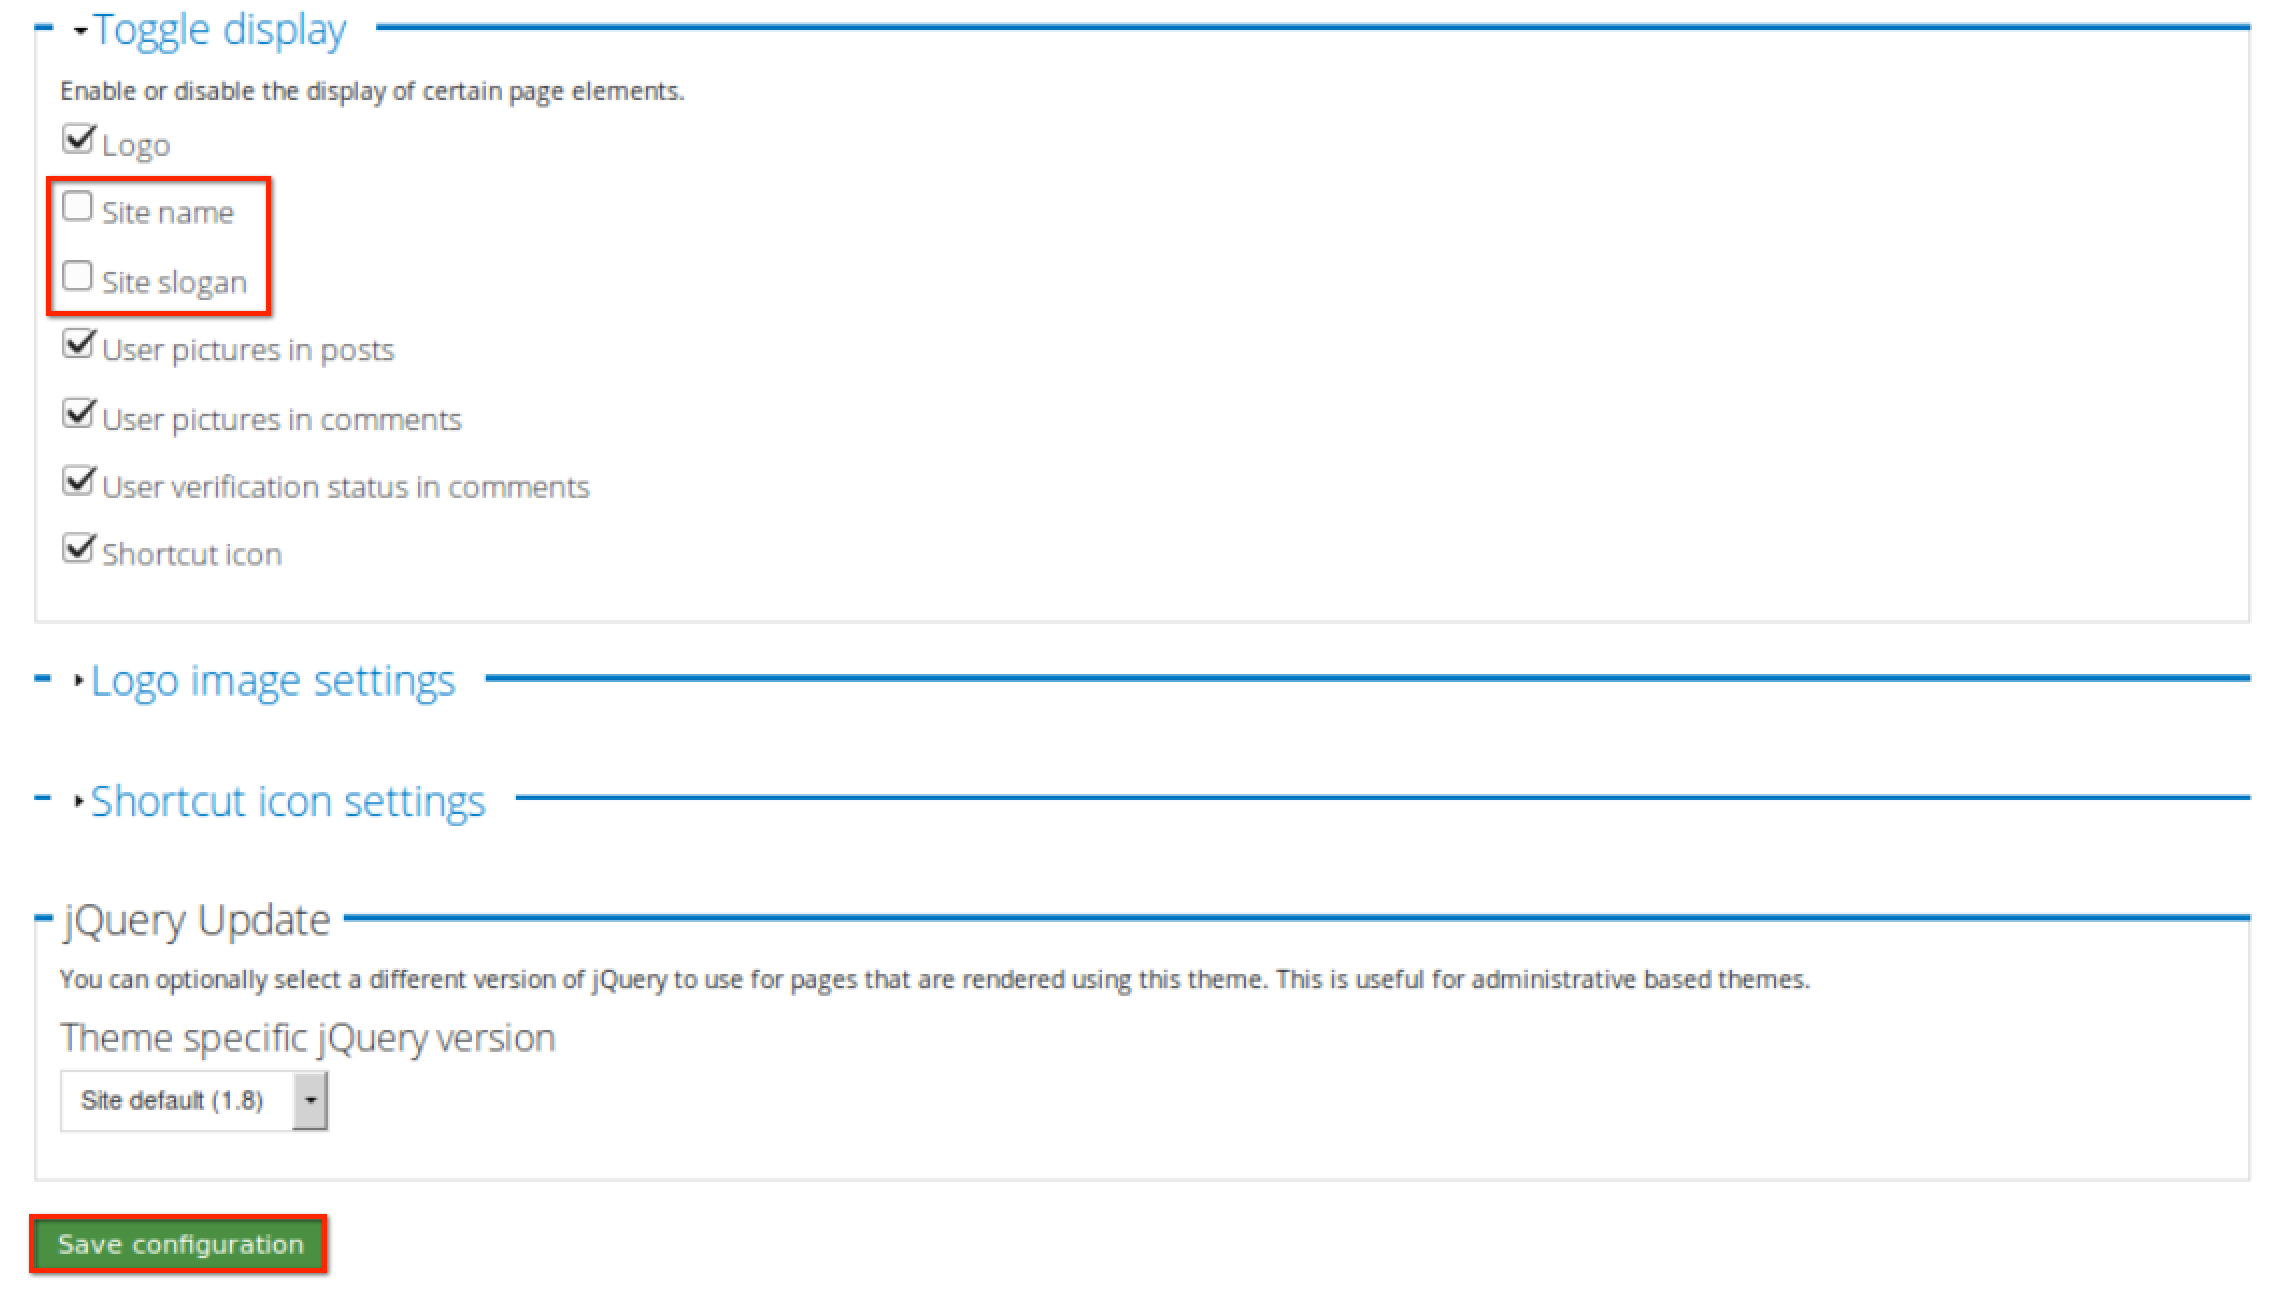 Toggle display
Enable or disable the display of certain page elements.
Logo
Site name
Site slogan
User pictures in posts
User pictures in comments
User verification status in comments
Shortcut icon
Logo image settings
Shortcut icon settings
jQuery Update
You can optionally select a different version of jQuery to use for pages that are rendered using this theme. This is useful for administrative based themes.
Theme specific jQuery version
Site default (1.8)
Save configuration